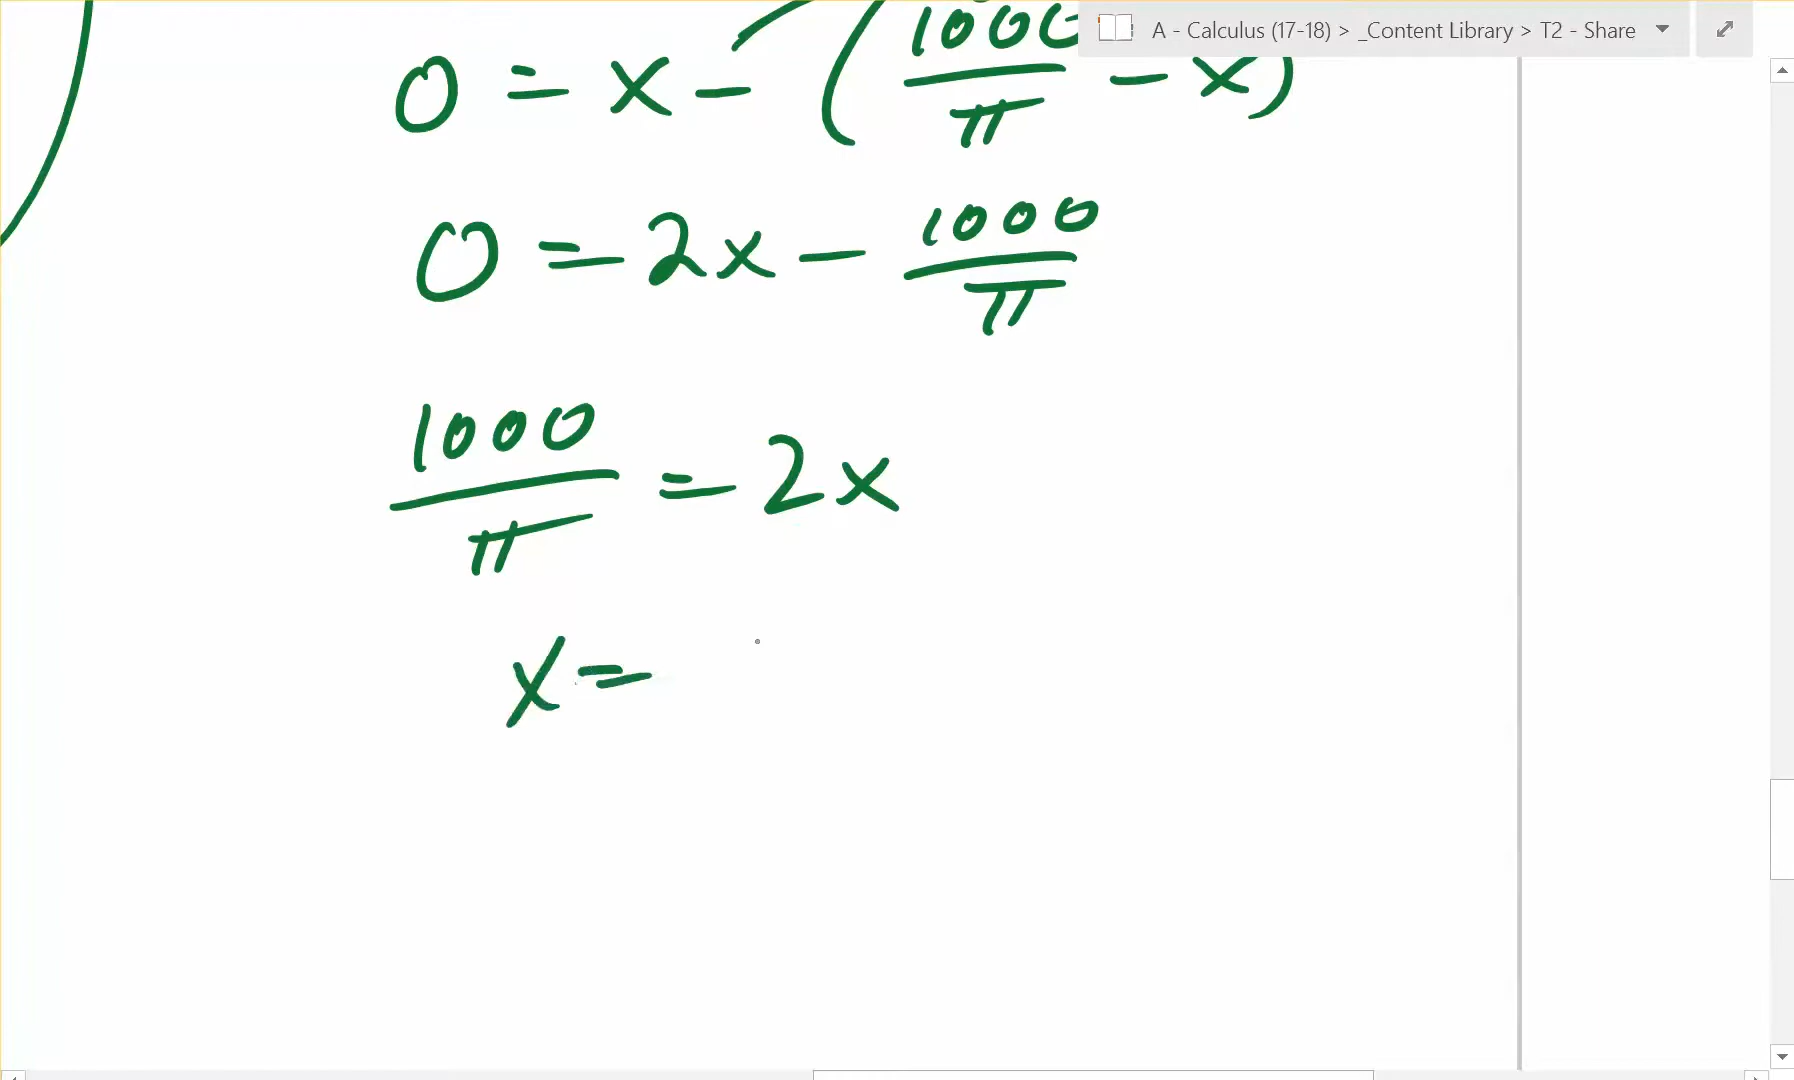 A - Calculus (17-18) > _Content Library > T2 - Share
0 = x - (1000/π - x)
0 = 2x - 1000/π
1000/π = 2x
x =